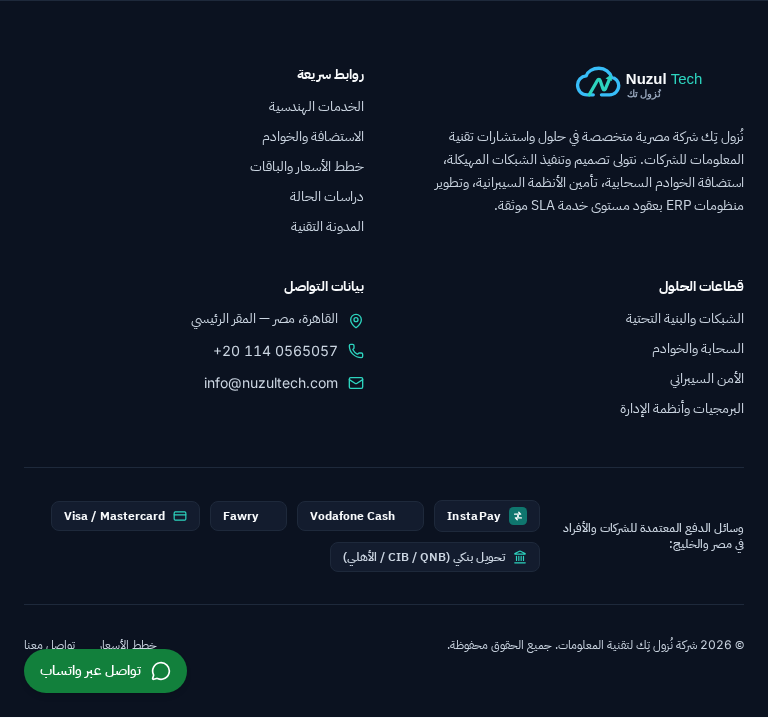 Nuzul Tech
نُزول تك
نُزول تِك شركة مصرية متخصصة في حلول واستشارات تقنية
المعلومات للشركات. نتولى تصميم وتنفيذ الشبكات المهيكلة،
استضافة الخوادم السحابية، تأمين الأنظمة السيبرانية، وتطوير
منظومات ERP بعقود مستوى خدمة SLA موثقة.
روابط سريعة
الخدمات الهندسية
الاستضافة والخوادم
خطط الأسعار والباقات
دراسات الحالة
المدونة التقنية
قطاعات الحلول
الشبكات والبنية التحتية
السحابة والخوادم
الأمن السيبراني
البرمجيات وأنظمة الإدارة
بيانات التواصل
القاهرة، مصر — المقر الرئيسي
+20 114 0565057
info@nuzultech.com
وسائل الدفع المعتمدة للشركات والأفراد
في مصر والخليج:
InstaPay
Vodafone Cash
Fawry
Visa / Mastercard
تحويل بنكي (CIB / QNB / الأهلي)
© 2026 شركة نُزول تِك لتقنية المعلومات. جميع الحقوق محفوظة.
خطط الأسعار
تواصل معنا
تواصل عبر واتساب